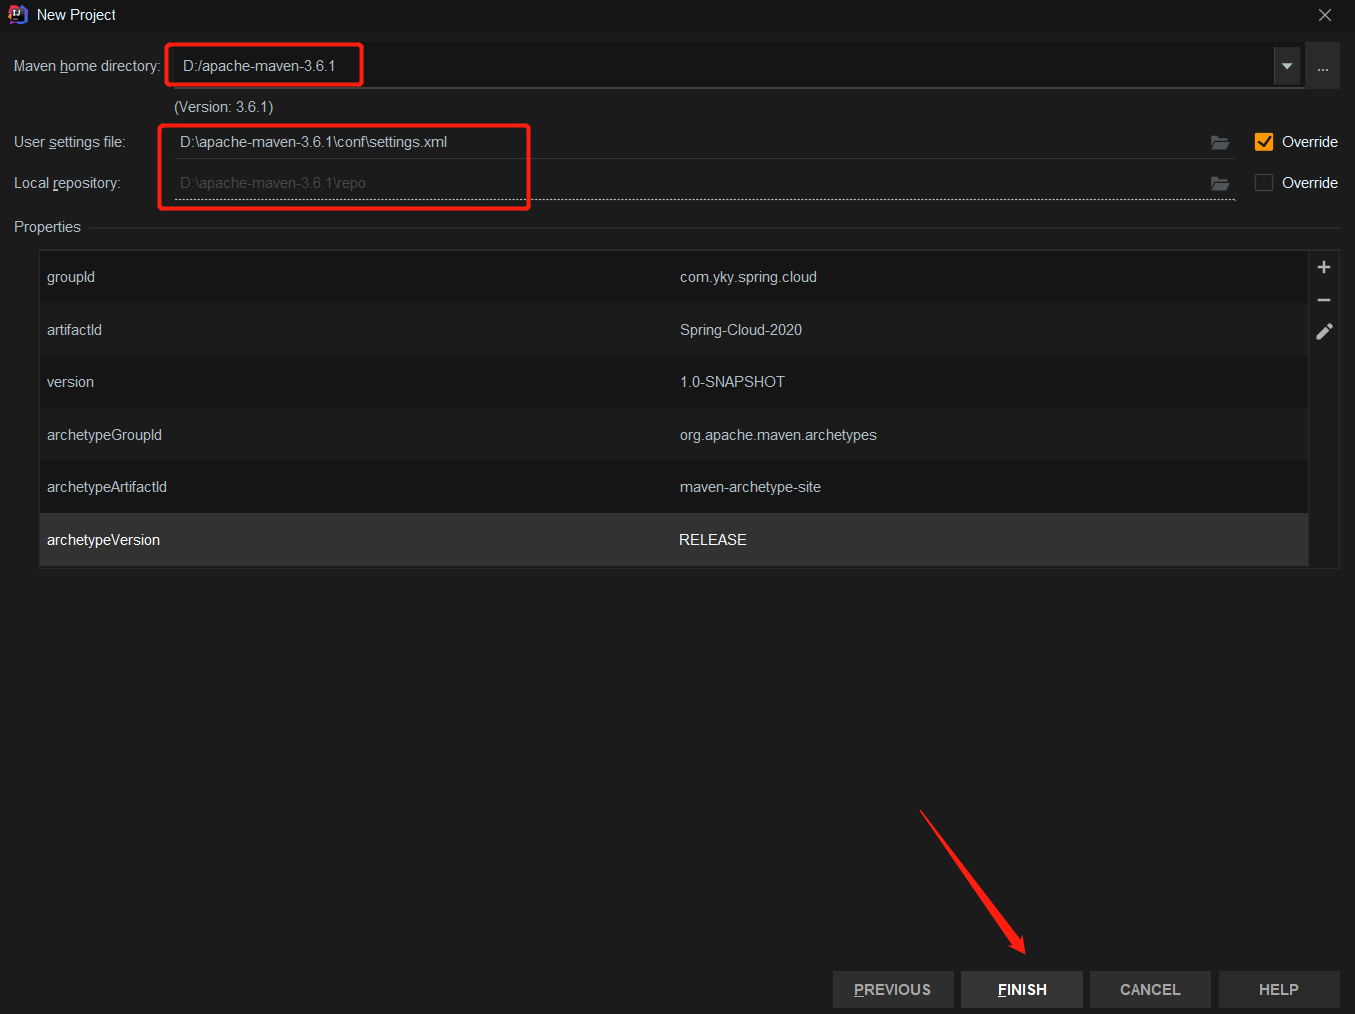 New Project
Maven home directory: D:/apache-maven-3.6.1 ...
(Version: 3.6.1)
User settings file: D:\apache-maven-3.6.1\conf\settings.xml Override
Local repository: D:\apache-maven-3.6.1\repo Override
Properties
groupId com.yky.spring.cloud
artifactId Spring-Cloud-2020
version 1.0-SNAPSHOT
archetypeGroupId org.apache.maven.archetypes
archetypeArtifactId maven-archetype-site
archetypeVersion RELEASE
PREVIOUS FINISH CANCEL HELP